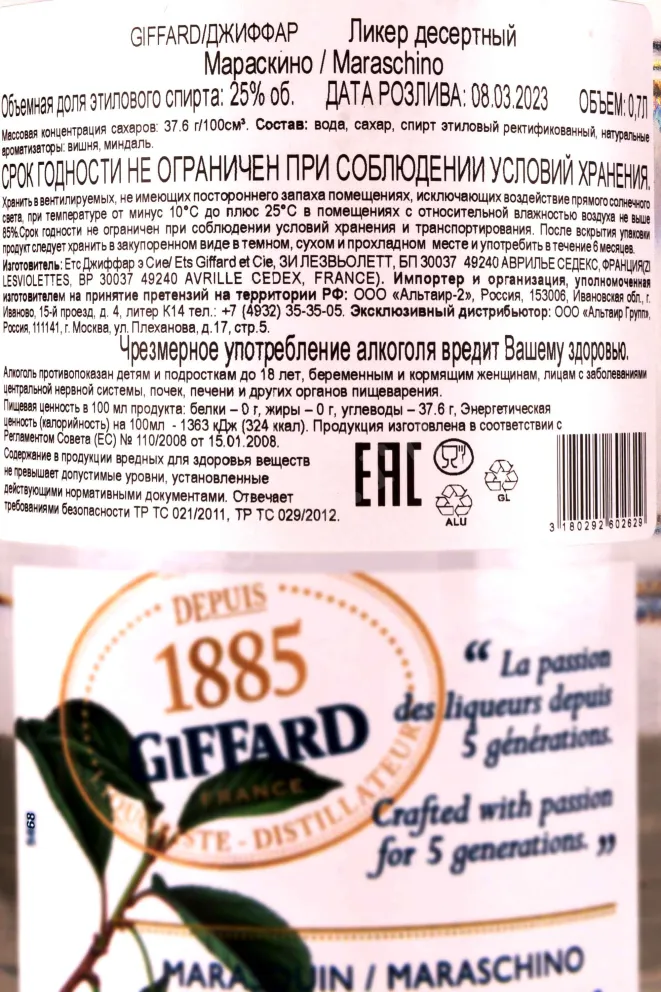 GIFFARD/ДЖИФФАР Ликер десертный
Мараскино / Maraschino
Объемная доля этилового спирта: 25% об. ДАТА РОЗЛИВА: 08.03.2023 ОБЪЕМ: 0,7Л
Массовая концентрация сахаров: 37.6 г/100см³. Состав: вода, сахар, спирт этиловый ректификованный, натуральные
ароматизаторы: вишня, миндаль.
СРОК ГОДНОСТИ НЕ ОГРАНИЧЕН ПРИ СОБЛЮДЕНИИ УСЛОВИЙ ХРАНЕНИЯ.
Хранить в вентилируемых, не имеющих постороннего запаха помещениях, исключающих воздействие прямого солнечного
света, при температуре от минус 10°С до плюс 25°С в помещениях с относительной влажностью воздуха не выше
85%.Срок годности не ограничен при соблюдении условий хранения и транспортирования. После вскрытия упаковки
продукт следует хранить в закупоренном виде в темном, сухом и прохладном месте и употребить в течение 6 месяцев.
Изготовитель: Етс Джиффар э Сие/ Ets Giffard et Cie, ЗИ ЛЕЗВЬОЛЕТТ, БП 30037 49240 АВРИЛЬЕ СЕДЕКС, ФРАНЦИЯ(ZI
LESVIOLETTES, BP 30037 49240 AVRILLE CEDEX, FRANCE). Импортер и организация, уполномоченная
изготовителем на принятие претензий на территории РФ: ООО «Альтаир-2», Россия, 153006, Ивановская обл., г.
Иваново, 15-й проезд, д. 4, литер К14 тел.: +7 (4932) 35-35-05. Эксклюзивный дистрибьютор: ООО «Альтаир Групп»,
Россия, 111141, г. Москва, ул. Плеханова, д.17, стр.5.
Чрезмерное употребление алкоголя вредит Вашему здоровью.
Алкоголь противопоказан детям и подросткам до 18 лет, беременным и кормящим женщинам, лицам с заболеваниями
центральной нервной системы, почек, печени и других органов пищеварения.
Пищевая ценность в 100 мл продукта: белки – 0 г, жиры – 0 г, углеводы – 37.6 г, Энергетическая
ценность (калорийность) на 100мл - 1363 кДж (324 ккал). Продукция изготовлена в соответствии с
Регламентом Совета (ЕС) № 110/2008 от 15.01.2008.
Содержание в продукции вредных для здоровья веществ
не превышает допустимые уровни, установленные
действующими нормативными документами. Отвечает
требованиями безопасности ТР ТС 021/2011, ТР ТС 029/2012.
EAC
ALU
GL
3 180292 602629
DEPUIS
1885
GIFFARD
FRANCE
DISTILLATEUR
“ La passion
des liqueurs depuis
5 générations.
Crafted with passion
for 5 generations. ”
/ MARASCHINO